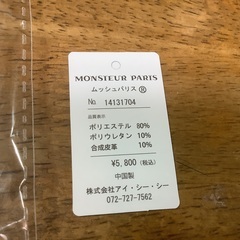 MONSIEUR PARIS
ムッシュパリス®
No. 14131704
品質表示
ポリエステル 80%
ポリウレタン 10%
合成皮革 10%
¥5,800（税込）
中国製
株式会社アイ・シー・シー
072-727-7562